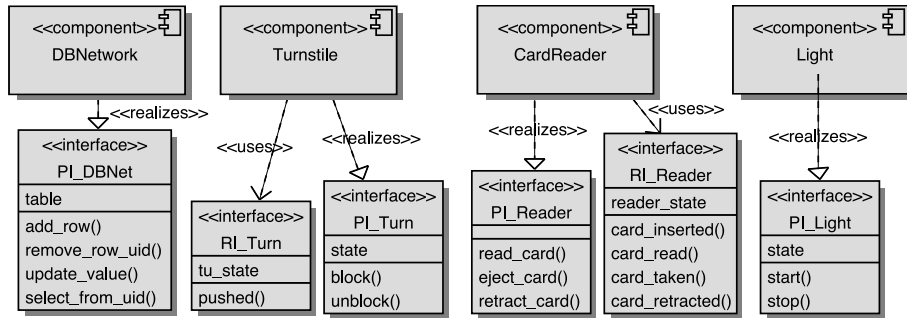 <<component>>
DBNetwork
<<component>>
Turnstile
<<component>>
CardReader
<<component>>
Light
<<realizes>>
<<uses>>
<<realizes>>
<<realizes>>
<<uses>>
<<realizes>>
<<interface>>
PI_DBNet
table
add_row()
remove_row_uid()
update_value()
select_from_uid()
<<interface>>
RI_Turn
tu_state
pushed()
<<interface>>
PI_Turn
state
block()
unblock()
<<interface>>
PI_Reader
read_card()
eject_card()
retract_card()
<<interface>>
RI_Reader
reader_state
card_inserted()
card_read()
card_taken()
card_retracted()
<<interface>>
PI_Light
state
start()
stop()